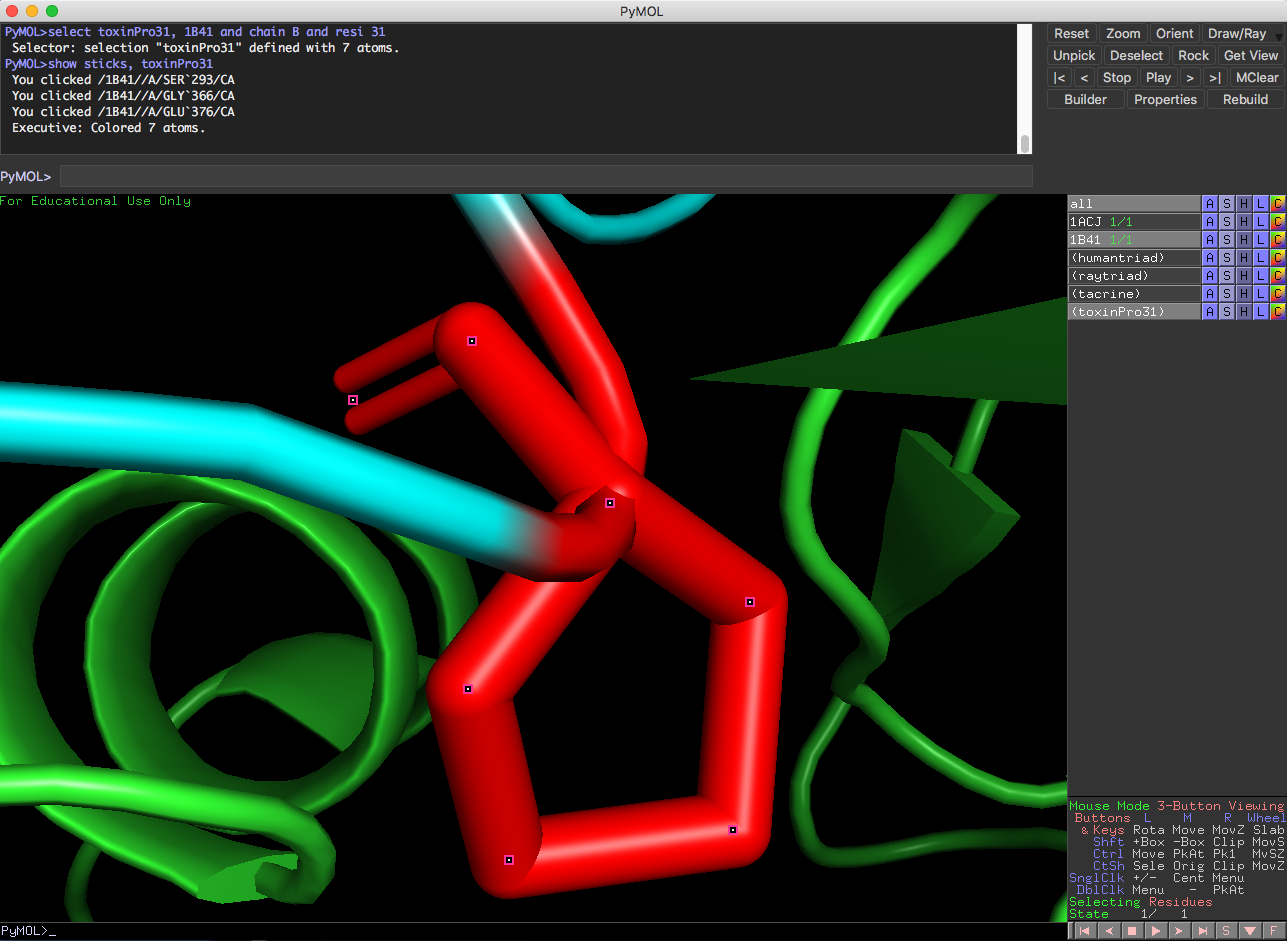 PyMOL
PyMOL>select toxinPro31, 1B41 and chain B and resi 31
Selector: selection "toxinPro31" defined with 7 atoms.
PyMOL>show sticks, toxinPro31
You clicked /1B41//A/SER`293/CA
You clicked /1B41//A/GLY`366/CA
You clicked /1B41//A/GLU`376/CA
Executive: Colored 7 atoms.
PyMOL>
Reset Zoom Orient Draw/Ray
Unpick Deselect Rock Get View
|< < Stop Play > >| MClear
Builder Properties Rebuild
For Educational Use Only
all A S H L C
1ACJ 1/1 A S H L C
1B41 1/1 A S H L C
(humantriad) A S H L C
(raytriad) A S H L C
(tacrine) A S H L C
(toxinPro31) A S H L C
Mouse Mode 3-Button Viewing
Buttons L M R Wheel
& Keys Rota Move MovZ Slab
Shft +Box -Box Clip MovS
Ctrl Move PkAt Pk1 MvSZ
CtSh Sele Orig Clip MovZ
SnglClk +/- Cent Menu
DblClk Menu - PkAt
Selecting Residues
State 1/ 1
PyMOL>_
S F